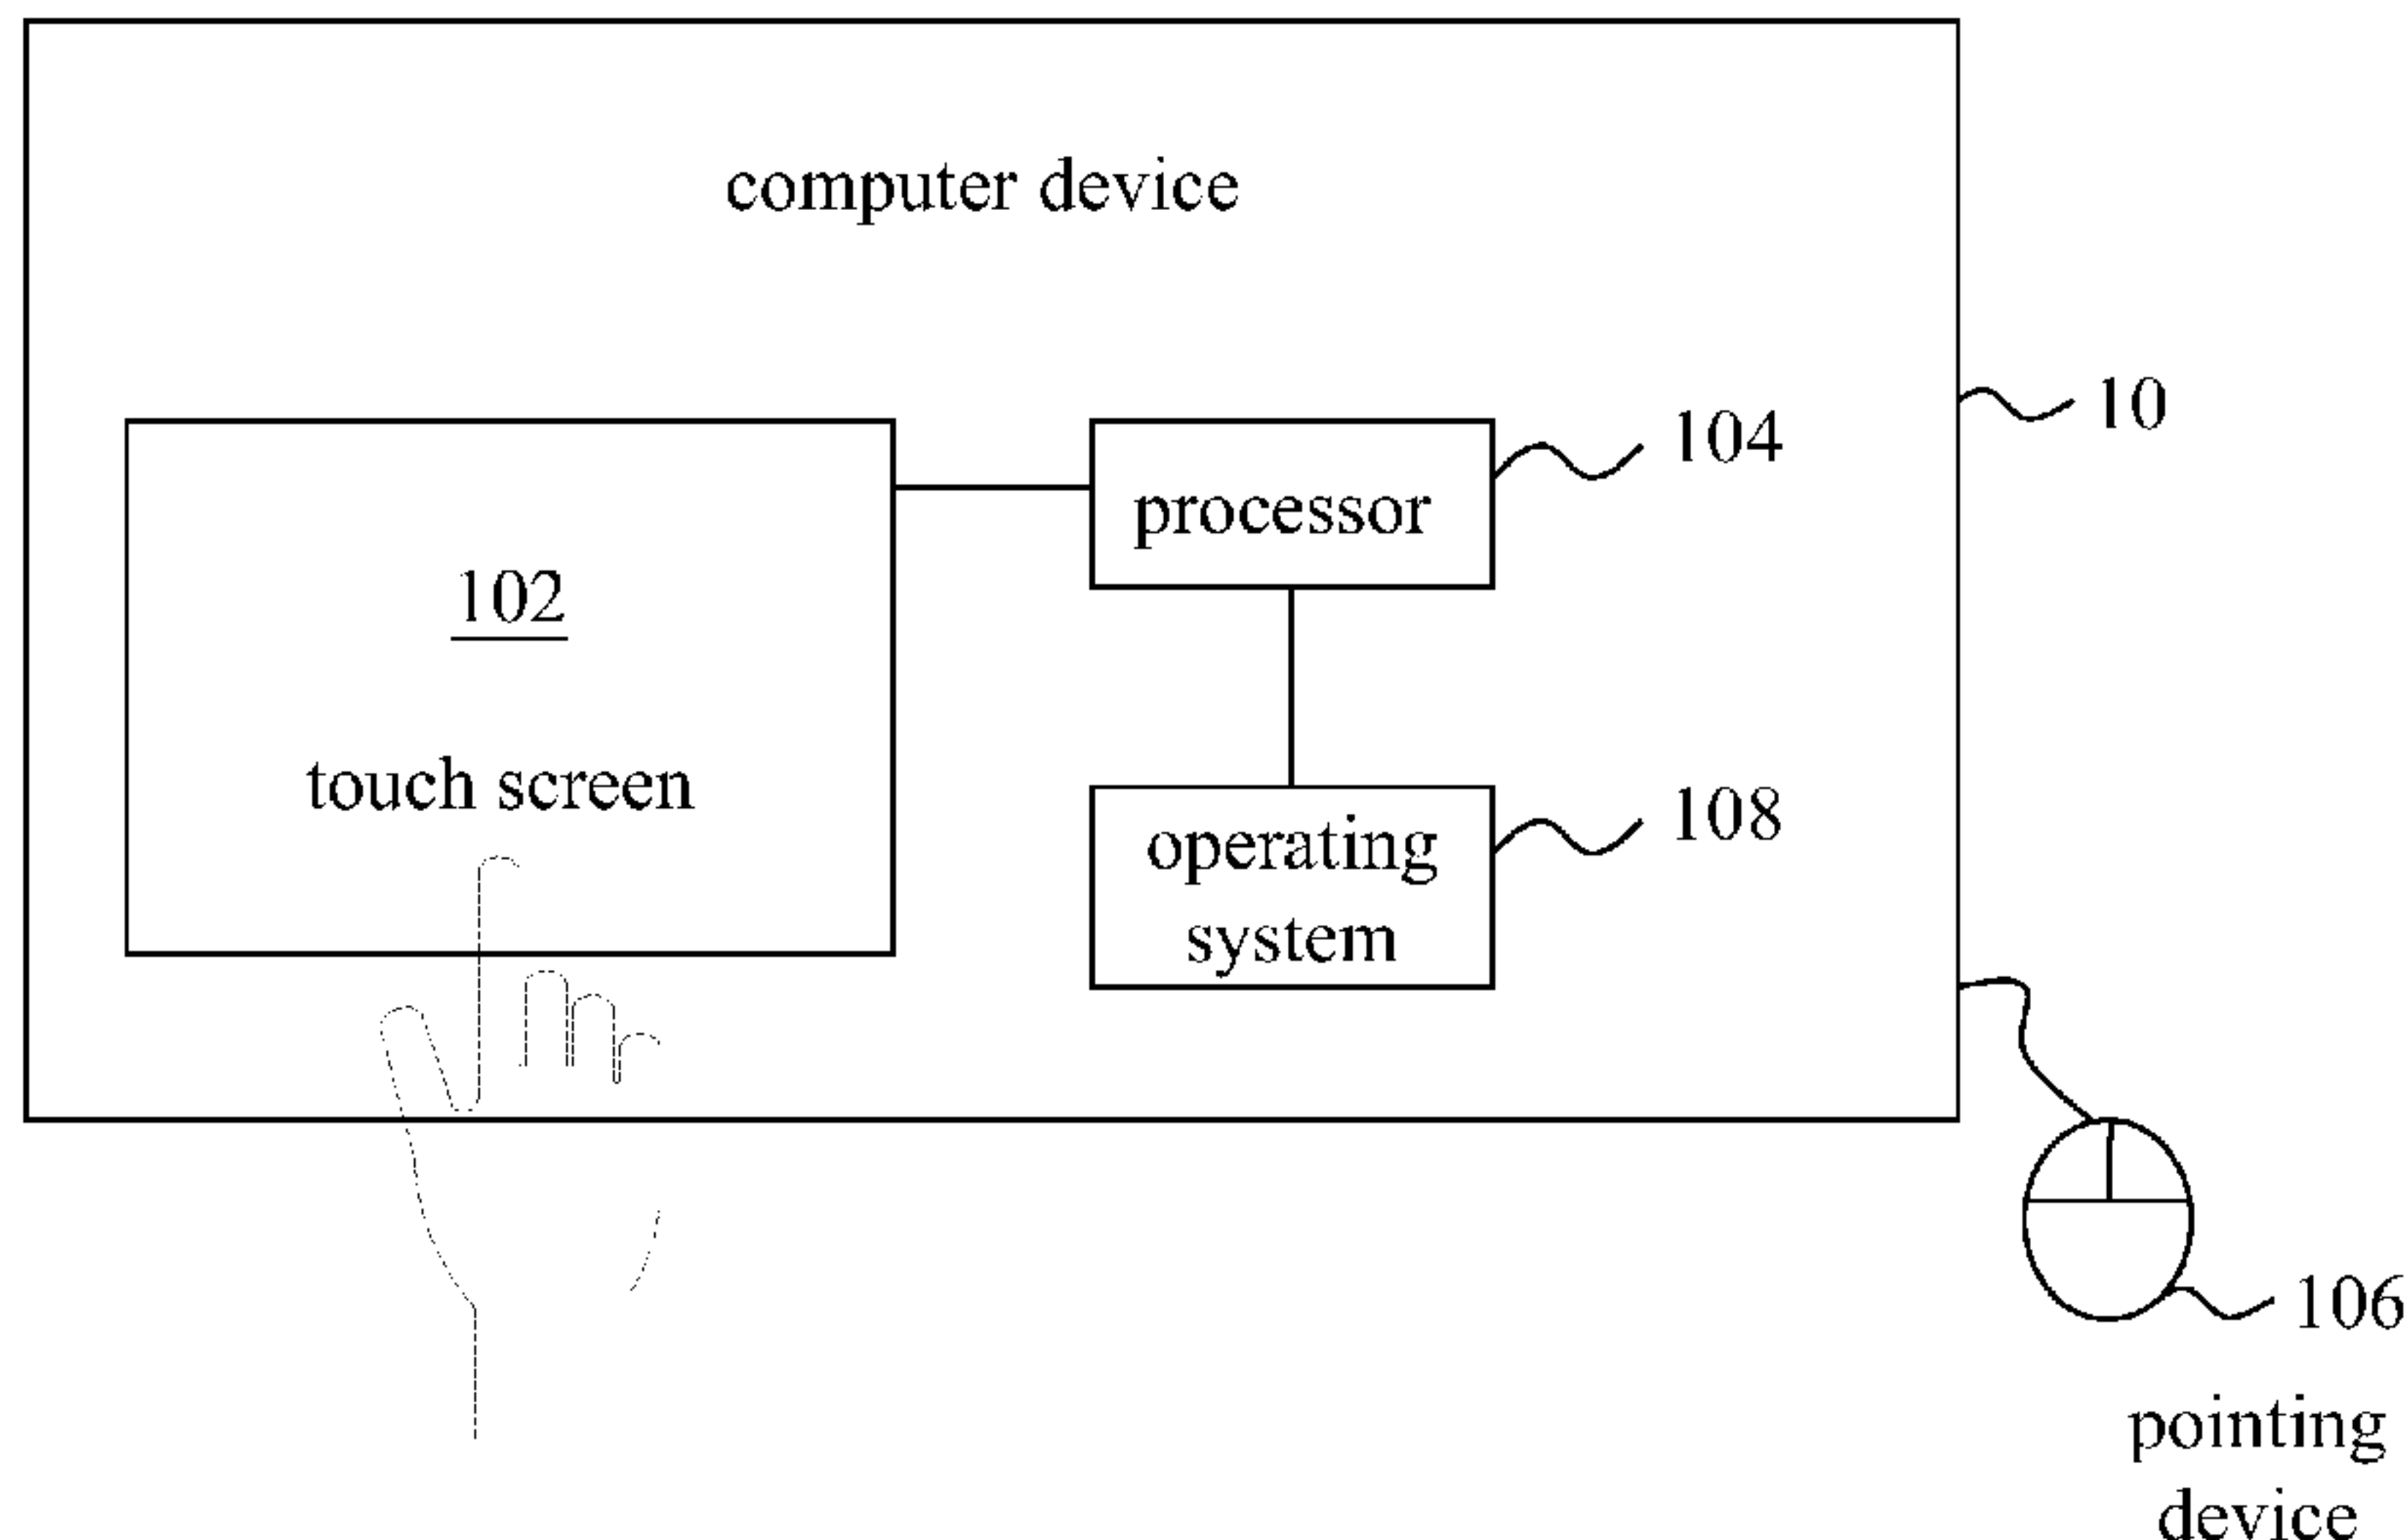 computer device
10
104
processor
102
touch screen
108
operating
system
106
pointing
device